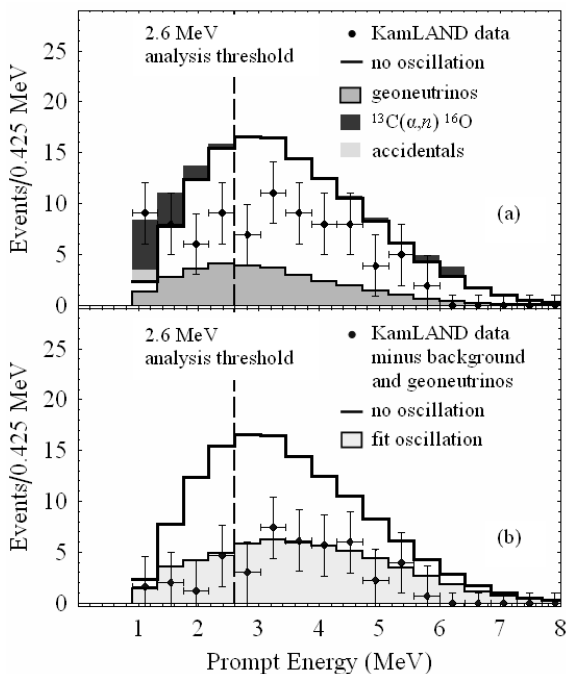 2.6 MeV
analysis threshold
KamLAND data
no oscillation
geoneutrinos
¹³C(α,n) ¹⁶O
accidentals
(a)
Events/0.425 MeV
25
20
15
10
5
0
2.6 MeV
analysis threshold
KamLAND data
minus background
and geoneutrinos
no oscillation
fit oscillation
(b)
Events/0.425 MeV
25
20
15
10
5
0
1 2 3 4 5 6 7 8
Prompt Energy (MeV)